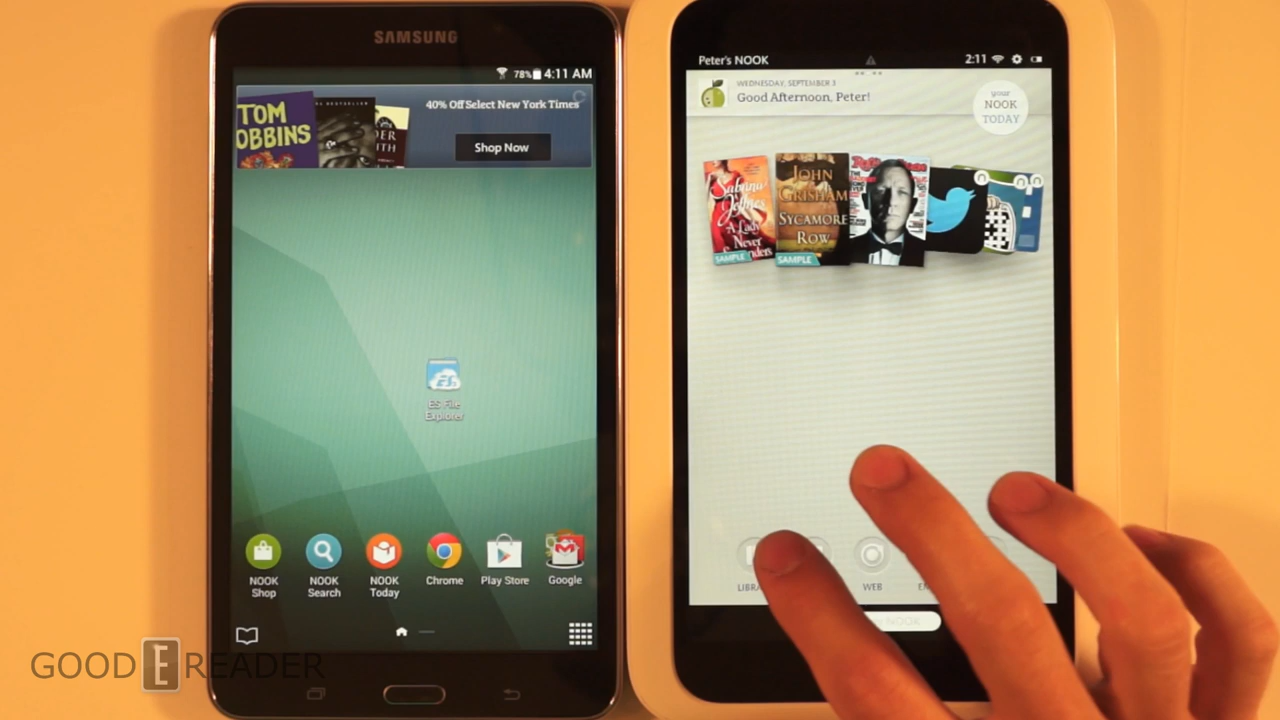 SAMSUNG
78% 4:11 AM
TOM
OBBINS
40% Off Select New York Times
Shop Now
ES File
Explorer
NOOK
Shop
NOOK
Search
NOOK
Today
Chrome
Play Store
Google
Peter's NOOK
2:11
WEDNESDAY, SEPTEMBER 3
Good Afternoon, Peter!
your
NOOK
TODAY
Sabrina
Jeffries
A Lady
Never
SAMPLE
JOHN
GRISHAM
SYCAMORE
ROW
SAMPLE
WEB
NOOK
GOOD E READER